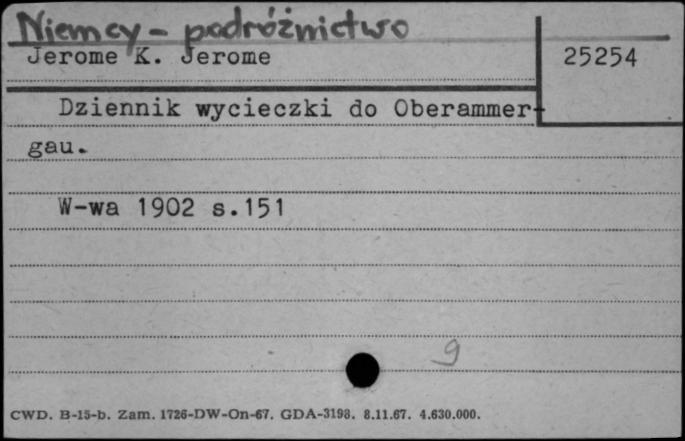 Niemcy - podróżnictwo
Jerome K. Jerome 25254
Dziennik wycieczki do Oberammer-
gau.
W-wa 1902 s.151
9
CWD. B-15-b. Zam. 1726-DW-On-67. GDA-3198. 8.11.67. 4.630.000.